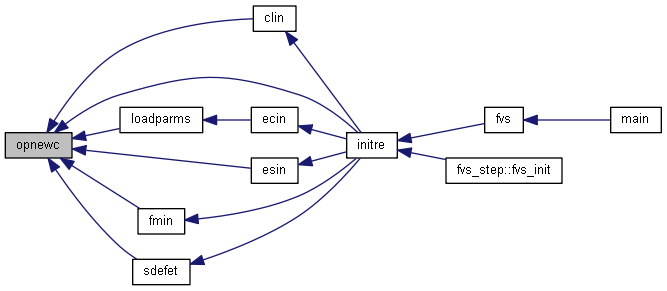 clin
loadparms
ecin
fvs
main
opnewc
initre
esin
fvs_step::fvs_init
fmin
sdefet